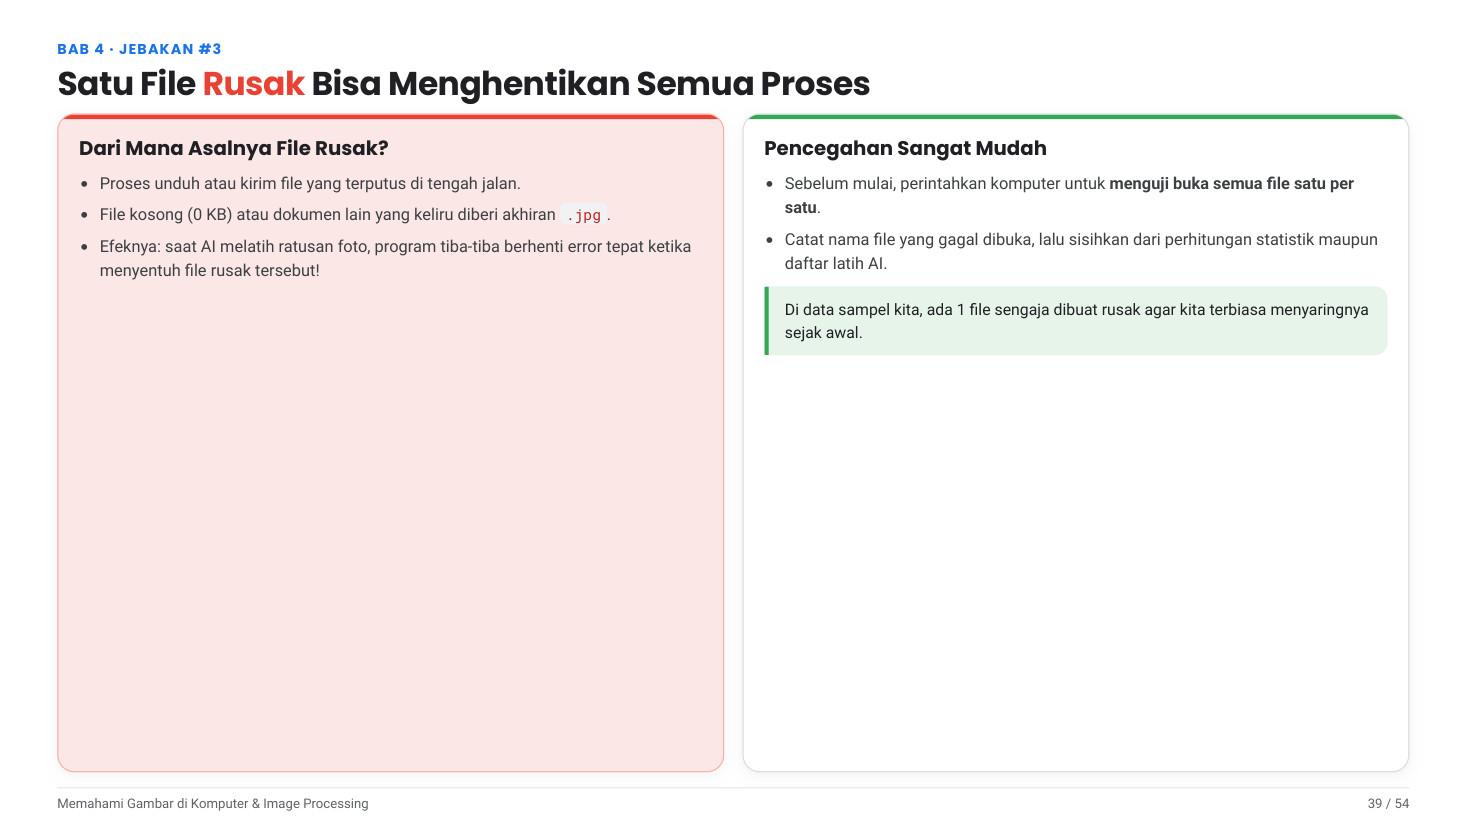 BAB 4 · JEBAKAN #3
Satu File Rusak Bisa Menghentikan Semua Proses
Dari Mana Asalnya File Rusak?
• Proses unduh atau kirim file yang terputus di tengah jalan.
• File kosong (0 KB) atau dokumen lain yang keliru diberi akhiran .jpg.
• Efeknya: saat AI melatih ratusan foto, program tiba-tiba berhenti error tepat ketika
menyentuh file rusak tersebut!
Pencegahan Sangat Mudah
• Sebelum mulai, perintahkan komputer untuk menguji buka semua file satu per
satu.
• Catat nama file yang gagal dibuka, lalu sisihkan dari perhitungan statistik maupun
daftar latih AI.
Di data sampel kita, ada 1 file sengaja dibuat rusak agar kita terbiasa menyaringnya
sejak awal.
Memahami Gambar di Komputer & Image Processing
39 / 54